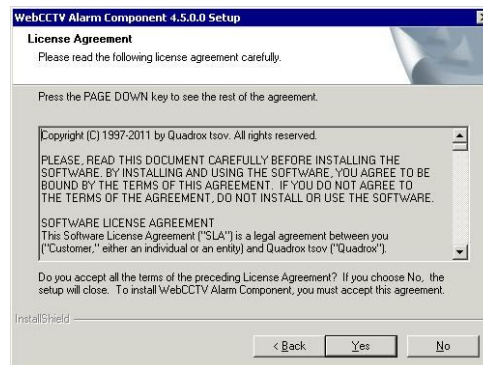 WebCCTV Alarm Component 4.5.0.0 Setup
License Agreement
Please read the following license agreement carefully.
Press the PAGE DOWN key to see the rest of the agreement.
Copyright (C) 1997-2011 by Quadrox tsov. All rights reserved.
PLEASE, READ THIS DOCUMENT CAREFULLY BEFORE INSTALLING THE
SOFTWARE. BY INSTALLING AND USING THE SOFTWARE, YOU AGREE TO BE
BOUND BY THE TERMS OF THIS AGREEMENT. IF YOU DO NOT AGREE TO
THE TERMS OF THE AGREEMENT, DO NOT INSTALL OR USE THE SOFTWARE.
SOFTWARE LICENSE AGREEMENT
This Software License Agreement ("SLA") is a legal agreement between you
("Customer," either an individual or an entity) and Quadrox tsov ("Quadrox").
Do you accept all the terms of the preceding License Agreement? If you choose No, the
setup will close. To install WebCCTV Alarm Component, you must accept this agreement.
InstallShield
< Back Yes No